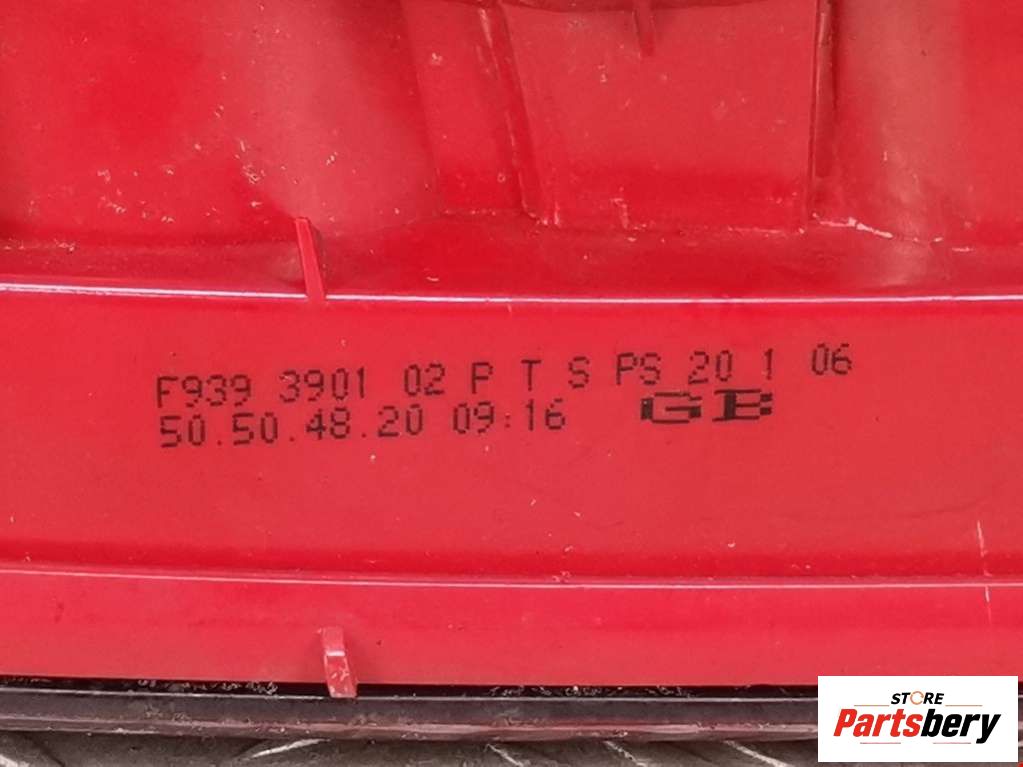 F939 3901 02 P T S PS 20 1 06
50.50.48.20 09:16 GB
STORE
Partsbery